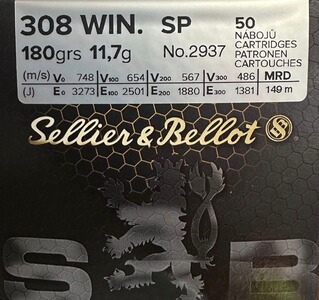 308 WIN. SP 50
180grs 11,7g No.2937 NÁBOJŮ
CARTRIDGES
PATRONEN
CARTOUCHES
(m/s) V0 748 V100 654 V200 567 V300 486 MRD
(J) E0 3273 E100 2501 E200 1880 E300 1381 149 m
Sellier & Bellot SB
S B